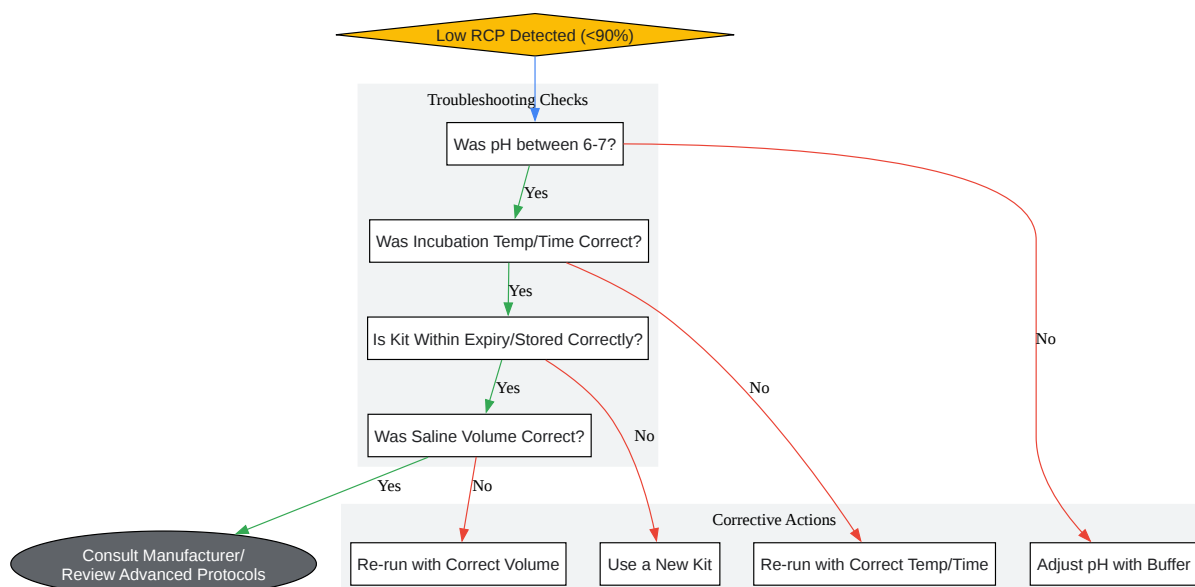 Low RCP Detected (<90%)
Troubleshooting Checks
Was pH between 6-7?
Yes
Was Incubation Temp/Time Correct?
Yes
Is Kit Within Expiry/Stored Correctly?
No
Yes
No
Was Saline Volume Correct?
No
Yes
No
Corrective Actions
Consult Manufacturer/
Review Advanced Protocols
Re-run with Correct Volume
Use a New Kit
Re-run with Correct Temp/Time
Adjust pH with Buffer